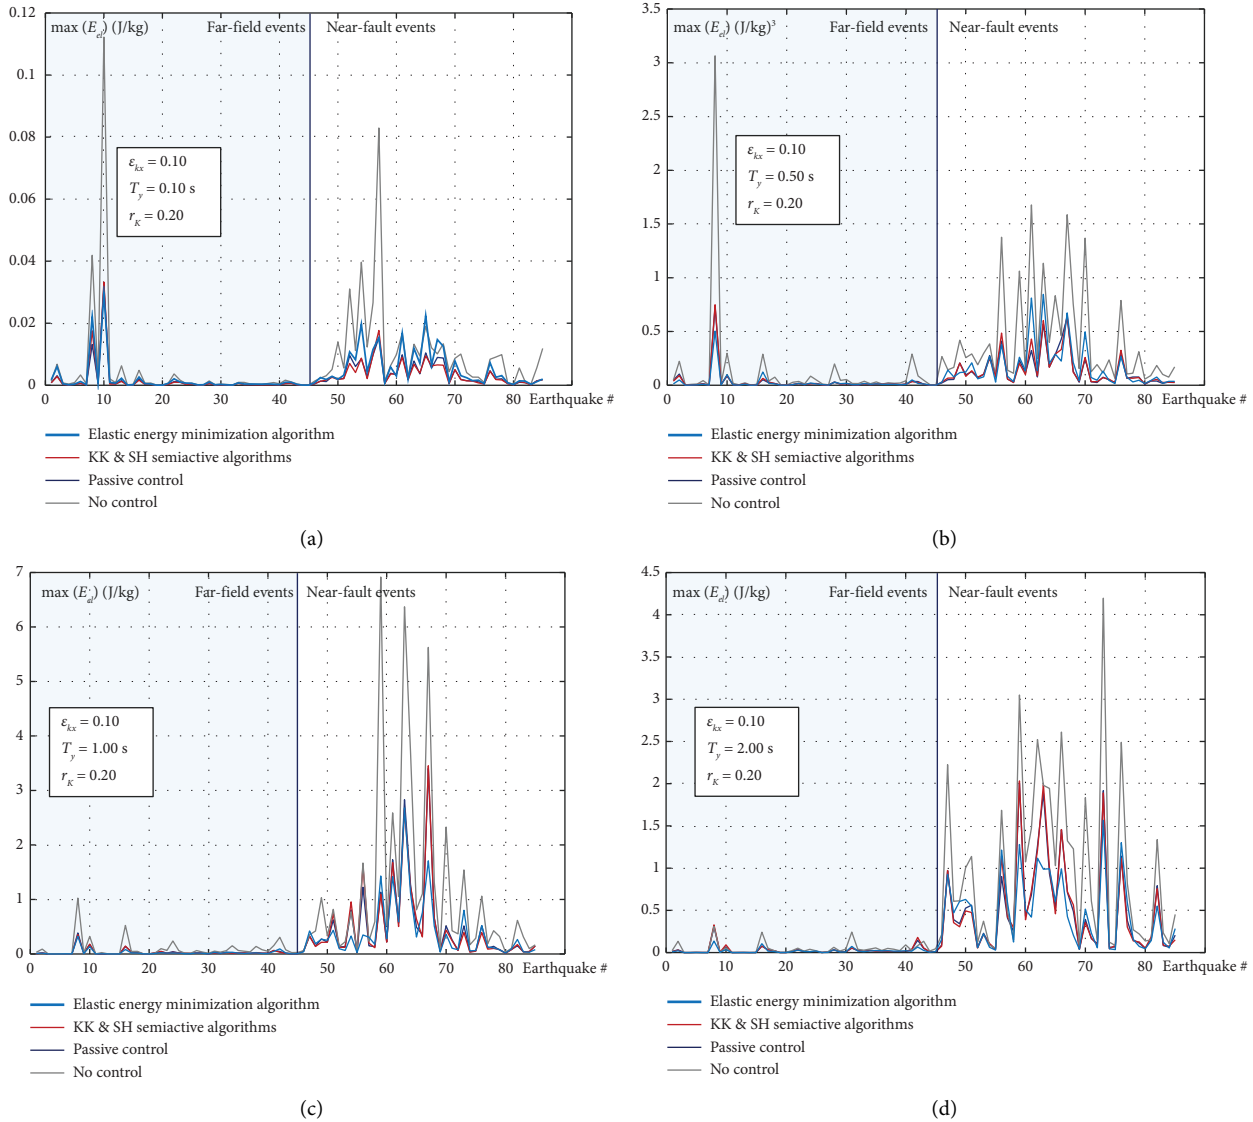 max (E_el) (J/kg) Far-field events Near-fault events
0.12
0.1
0.08
0.06
0.04
0.02
0
ε_kx = 0.10
T_y = 0.10 s
r_K = 0.20
0 10 20 30 40 50 60 70 80 Earthquake #
Elastic energy minimization algorithm
KK & SH semiactive algorithms
Passive control
No control
(a)
max (E_el) (J/kg)³ Far-field events Near-fault events
3.5
3
2.5
2
1.5
1
0.5
0
ε_kx = 0.10
T_y = 0.50 s
r_K = 0.20
0 10 20 30 40 50 60 70 80 Earthquake #
Elastic energy minimization algorithm
KK & SH semiactive algorithms
Passive control
No control
(b)
max (E_el) (J/kg) Far-field events Near-fault events
7
6
5
4
3
2
1
0
ε_kx = 0.10
T_y = 1.00 s
r_K = 0.20
0 10 20 30 40 50 60 70 80 Earthquake #
Elastic energy minimization algorithm
KK & SH semiactive algorithms
Passive control
No control
(c)
max (E_el) (J/kg) Far-field events Near-fault events
4.5
4
3.5
3
2.5
2
1.5
1
0.5
0
ε_kx = 0.10
T_y = 2.00 s
r_K = 0.20
0 10 20 30 40 50 60 70 80 Earthquake #
Elastic energy minimization algorithm
KK & SH semiactive algorithms
Passive control
No control
(d)